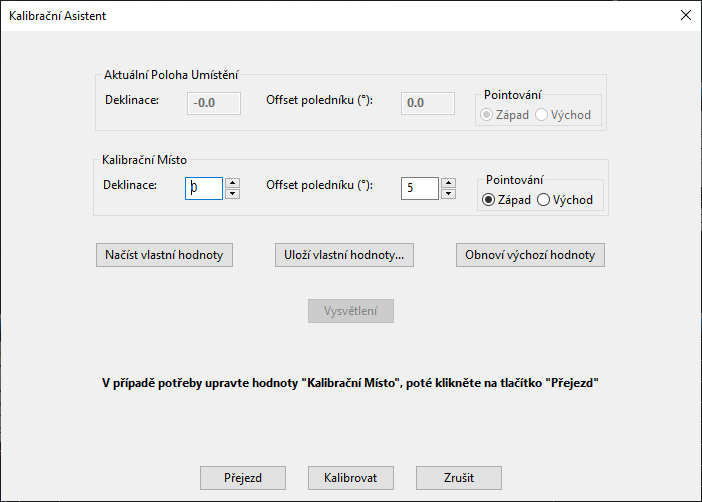 Kalibrační Asistent
Aktuální Poloha Umístění
Deklinace: -0.0 Offset poledníku (°): 0.0
Pointování
Západ Východ
Kalibrační Místo
Deklinace: 0 Offset poledníku (°): 5
Pointování
Západ Východ
Načíst vlastní hodnoty Uloží vlastní hodnoty... Obnoví výchozí hodnoty
Vysvětlení
V případě potřeby upravte hodnoty "Kalibrační Místo", poté klikněte na tlačítko "Přejezd"
Přejezd Kalibrovat Zrušit